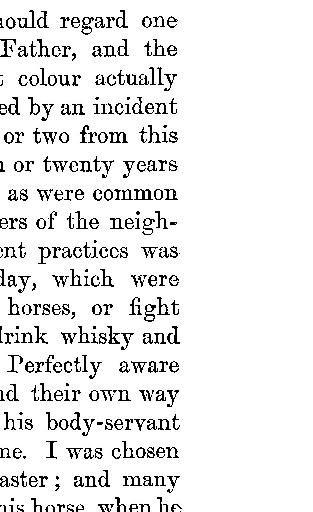 ould regard one
Father, and the
colour actually
ed by an incident
or two from this
or twenty years
as were common
ers of the neigh-
ent practices was
day, which were
horses, or fight
drink whisky and
Perfectly aware
nd their own way
his body-servant
ne. I was chosen
aster; and many
his horse, when he